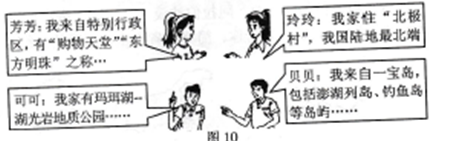 芳芳：我来自特别行政
区，有“购物天堂”“东
方明珠”之称…
玲玲：我家住“北极
村”，我国陆地最北端
可可：我家有玛珥湖--
湖光岩地质公园……
贝贝：我来自一宝岛，
包括澎湖列岛、钓鱼岛
等岛屿……
图10